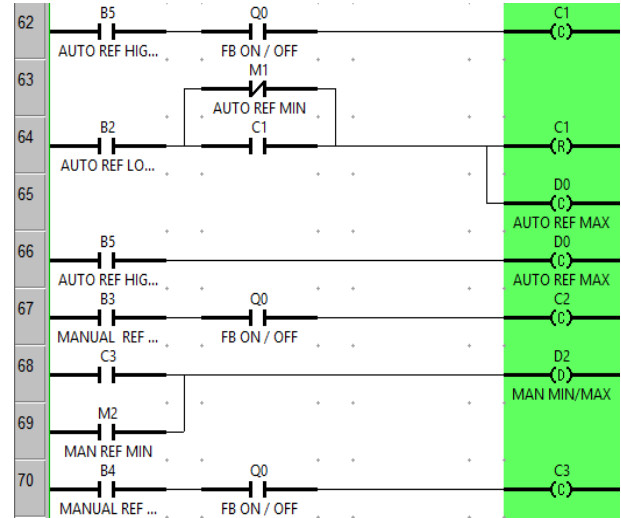 62 B5 Q0 C1
(C)
AUTO REF HIG... FB ON / OFF
63 M1
AUTO REF MIN
64 B2 C1 C1
(R)
AUTO REF LO...
65 D0
(C)
AUTO REF MAX
66 B5 D0
(C)
AUTO REF HIG... AUTO REF MAX
67 B3 Q0 C2
(C)
MANUAL REF ... FB ON / OFF
68 C3 D2
(D)
MAN MIN/MAX
69 M2
MAN REF MIN
70 B4 Q0 C3
(C)
MANUAL REF ... FB ON / OFF